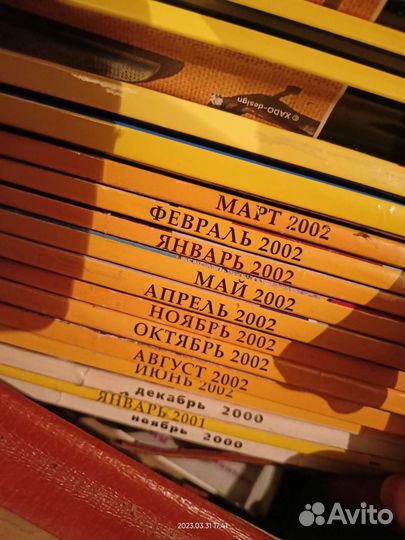 © XADO-design
МАРТ 2002
ФЕВРАЛЬ 2002
ЯНВАРЬ 2002
МАЙ 2002
АПРЕЛЬ 2002
НОЯБРЬ 2002
ОКТЯБРЬ 2002
АВГУСТ 2002
ИЮНЬ 2002
декабрь 2000
ЯНВАРЬ 2001
ноябрь 2000
2023.03.31 17:41
Avito